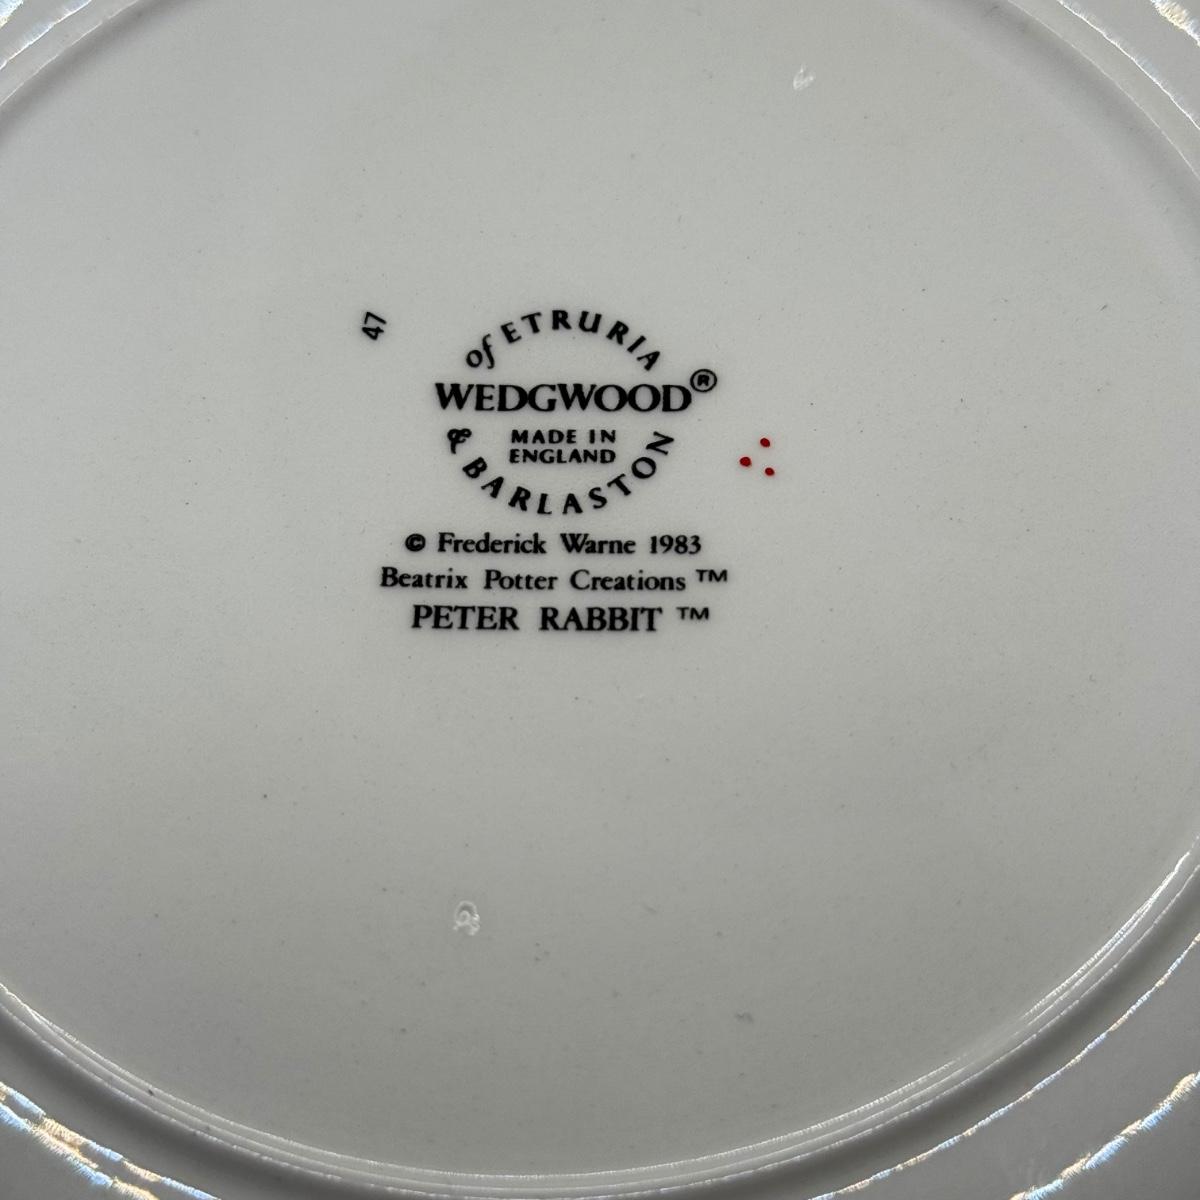 47
of ETRURIA
WEDGWOOD®
MADE IN
ENGLAND
& BARLASTON
© Frederick Warne 1983
Beatrix Potter Creations ™
PETER RABBIT ™